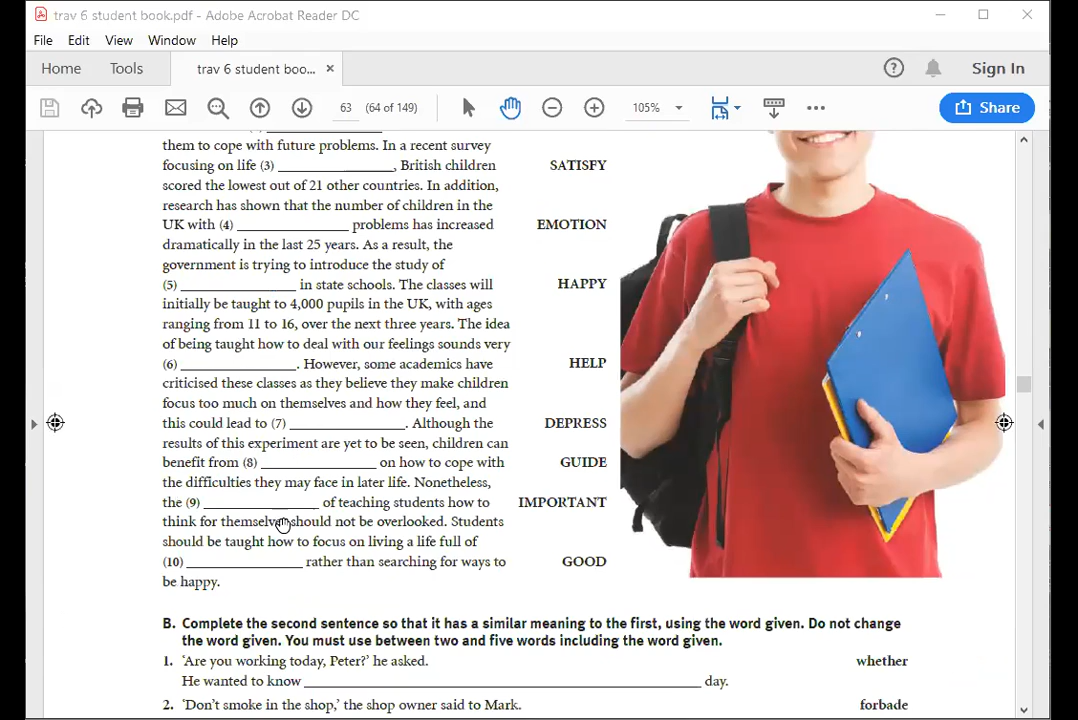 trav 6 student book.pdf - Adobe Acrobat Reader DC
File Edit View Window Help
Home Tools trav 6 student boo... × Sign In
63 (64 of 149) 105% Share
them to cope with future problems. In a recent survey
focusing on life (3) ____________, British children SATISFY
scored the lowest out of 21 other countries. In addition,
research has shown that the number of children in the
UK with (4) ____________ problems has increased EMOTION
dramatically in the last 25 years. As a result, the
government is trying to introduce the study of
(5) ____________ in state schools. The classes will HAPPY
initially be taught to 4,000 pupils in the UK, with ages
ranging from 11 to 16, over the next three years. The idea
of being taught how to deal with our feelings sounds very
(6) ____________. However, some academics have HELP
criticised these classes as they believe they make children
focus too much on themselves and how they feel, and
this could lead to (7) ____________. Although the DEPRESS
results of this experiment are yet to be seen, children can
benefit from (8) ____________ on how to cope with GUIDE
the difficulties they may face in later life. Nonetheless,
the (9) ____________ of teaching students how to IMPORTANT
think for themselves should not be overlooked. Students
should be taught how to focus on living a life full of
(10) ____________ rather than searching for ways to GOOD
be happy.
B. Complete the second sentence so that it has a similar meaning to the first, using the word given. Do not change
the word given. You must use between two and five words including the word given.
1. 'Are you working today, Peter?' he asked. whether
He wanted to know ____________ day.
2. 'Don't smoke in the shop,' the shop owner said to Mark. forbade